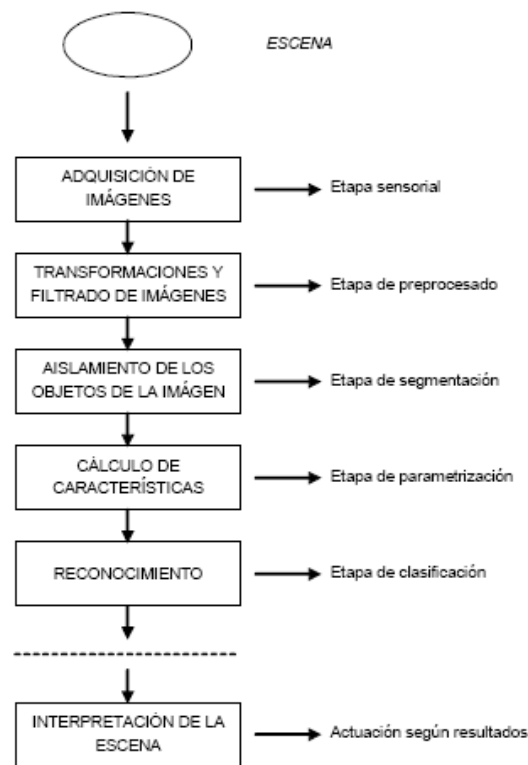 ESCENA
ADQUISICIÓN DE
IMÁGENES
Etapa sensorial
TRANSFORMACIONES Y
FILTRADO DE IMÁGENES
Etapa de preprocesado
AISLAMIENTO DE LOS
OBJETOS DE LA IMÁGEN
Etapa de segmentación
CÁLCULO DE
CARACTERÍSTICAS
Etapa de parametrización
RECONOCIMIENTO
Etapa de clasificación
INTERPRETACIÓN DE LA
ESCENA
Actuación según resultados